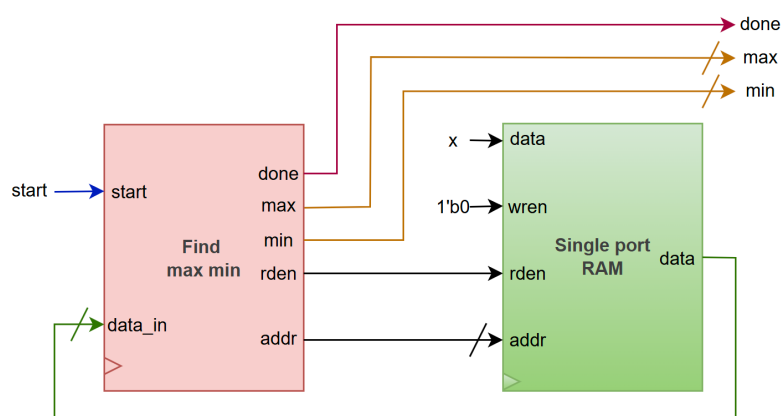 done
max
min
x
data
1'b0
wren
start
start
done
max
min
rden
addr
Find
max min
data_in
Single port
RAM
data
rden
addr